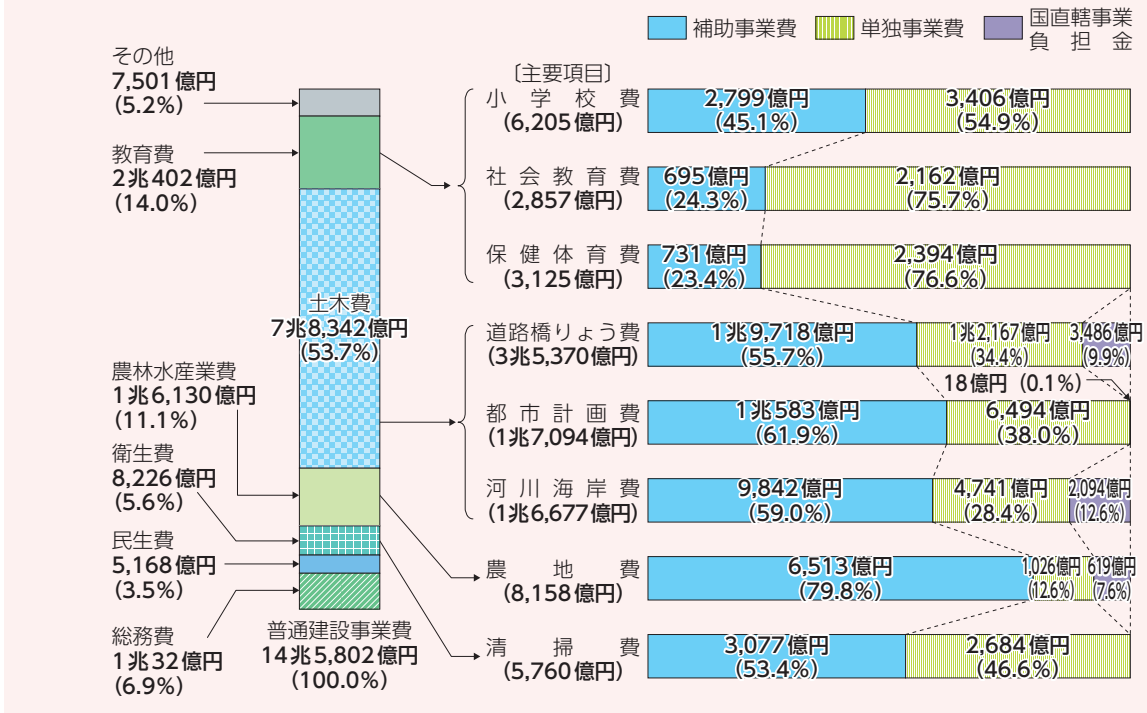 補助事業費
単独事業費
国直轄事業
負担金
その他
7,501億円
(5.2%)
教育費
2兆402億円
(14.0%)
土木費
7兆8,342億円
(53.7%)
農林水産業費
1兆6,130億円
(11.1%)
衛生費
8,226億円
(5.6%)
民生費
5,168億円
(3.5%)
総務費
1兆32億円
(6.9%)
普通建設事業費
14兆5,802億円
(100.0%)
〔主要項目〕
小学校費
(6,205億円)
2,799億円
(45.1%)
3,406億円
(54.9%)
社会教育費
(2,857億円)
695億円
(24.3%)
2,162億円
(75.7%)
保健体育費
(3,125億円)
731億円
(23.4%)
2,394億円
(76.6%)
道路橋りょう費
(3兆5,370億円)
1兆9,718億円
(55.7%)
1兆2,167億円
(34.4%)
3,486億円
(9.9%)
18億円 (0.1%)
都市計画費
(1兆7,094億円)
1兆583億円
(61.9%)
6,494億円
(38.0%)
河川海岸費
(1兆6,677億円)
9,842億円
(59.0%)
4,741億円
(28.4%)
2,094億円
(12.6%)
農地費
(8,158億円)
6,513億円
(79.8%)
1,026億円
(12.6%)
619億円
(7.6%)
清掃費
(5,760億円)
3,077億円
(53.4%)
2,684億円
(46.6%)